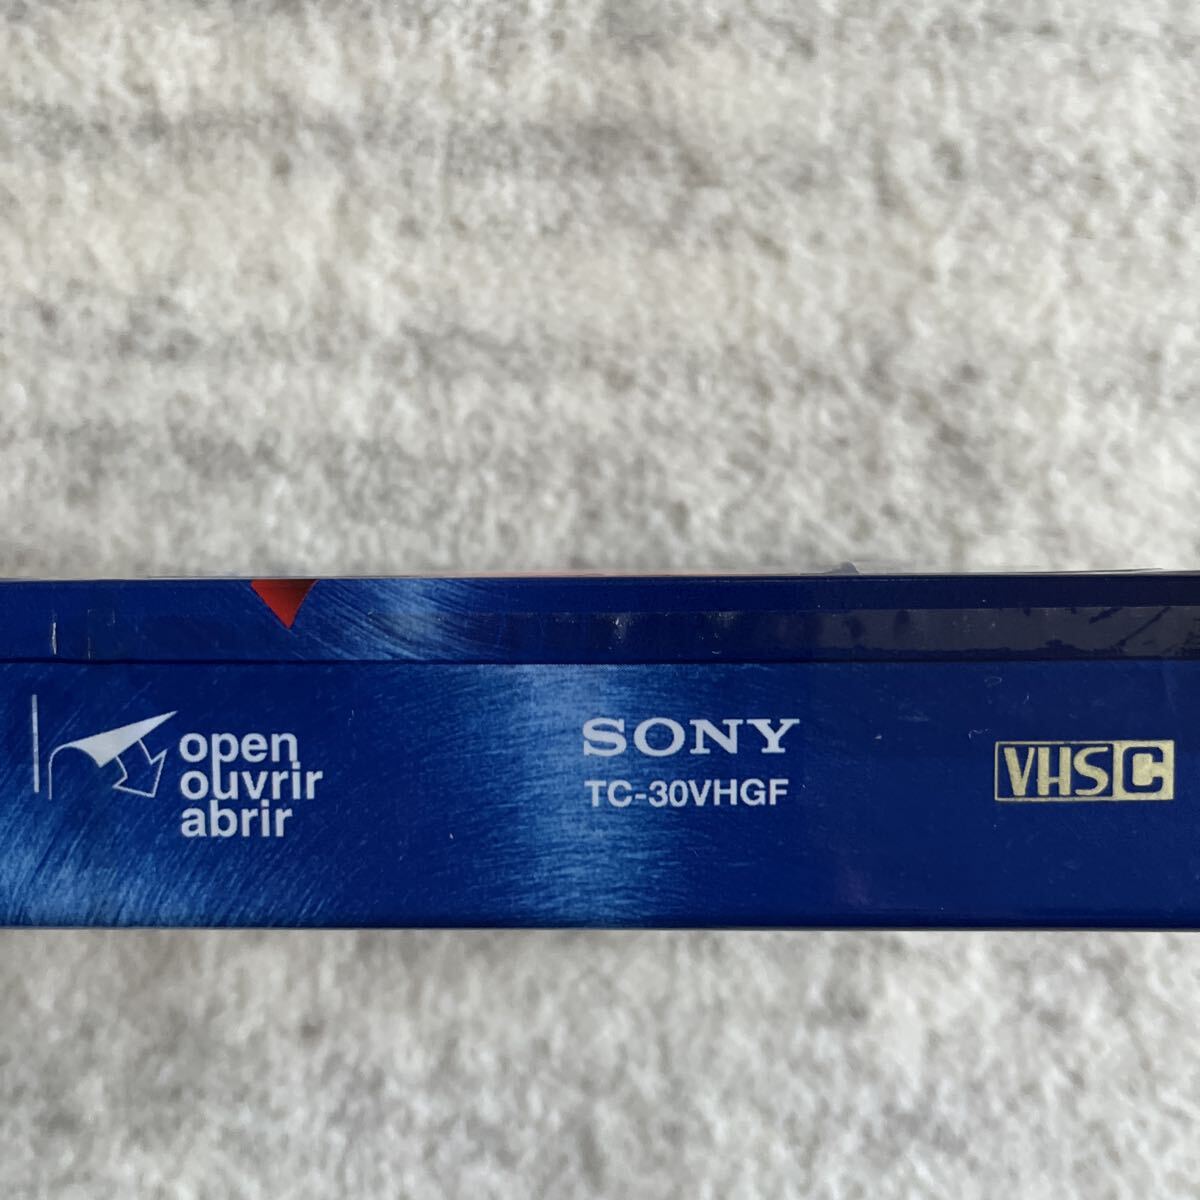 open
ouvrir
abrir
SONY
TC-30VHGF
VHS C